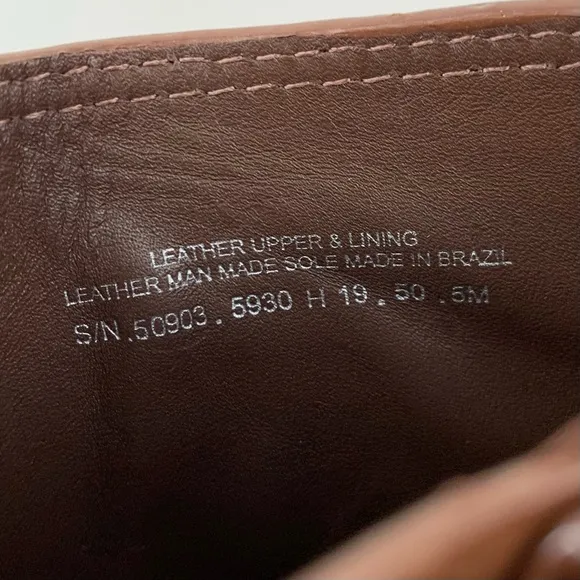 LEATHER UPPER & LINING
LEATHER MAN MADE SOLE MADE IN BRAZIL
S/N.50903.5930 H 19.50.5M